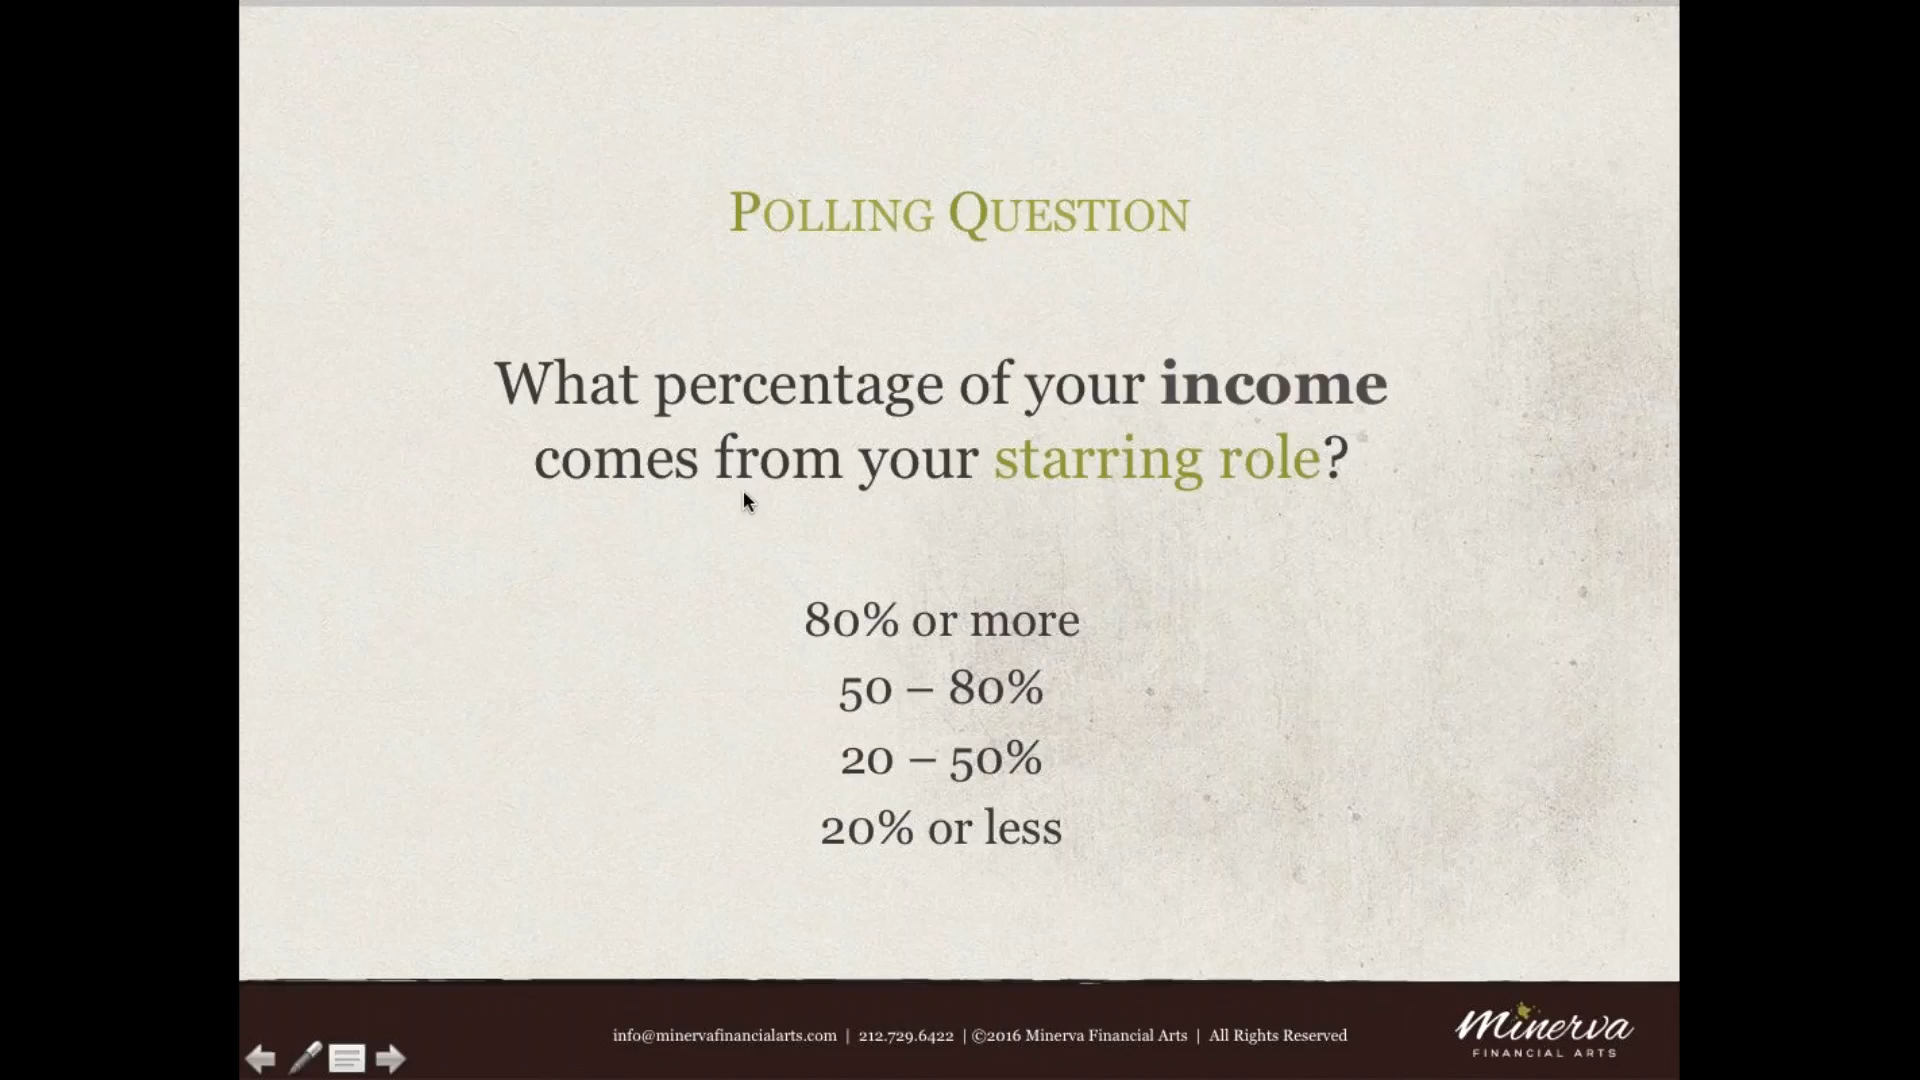 POLLING QUESTION
What percentage of your income
comes from your starring role?
80% or more
50 – 80%
20 – 50%
20% or less
info@minervafinancialarts.com | 212.729.6422 | ©2016 Minerva Financial Arts | All Rights Reserved
Minerva
FINANCIAL ARTS